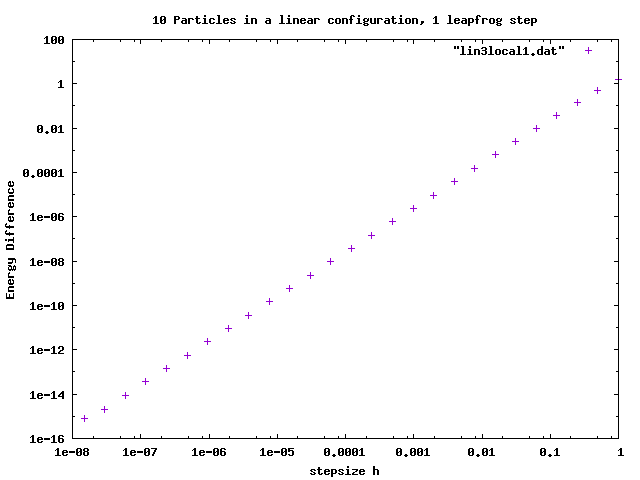 10 Particles in a linear configuration, 1 leapfrog step
"lin3local1.dat"
100
1
0.01
0.0001
1e-06
1e-08
1e-10
1e-12
1e-14
1e-16
Energy Difference
1e-08 1e-07 1e-06 1e-05 0.0001 0.001 0.01 0.1 1
stepsize h